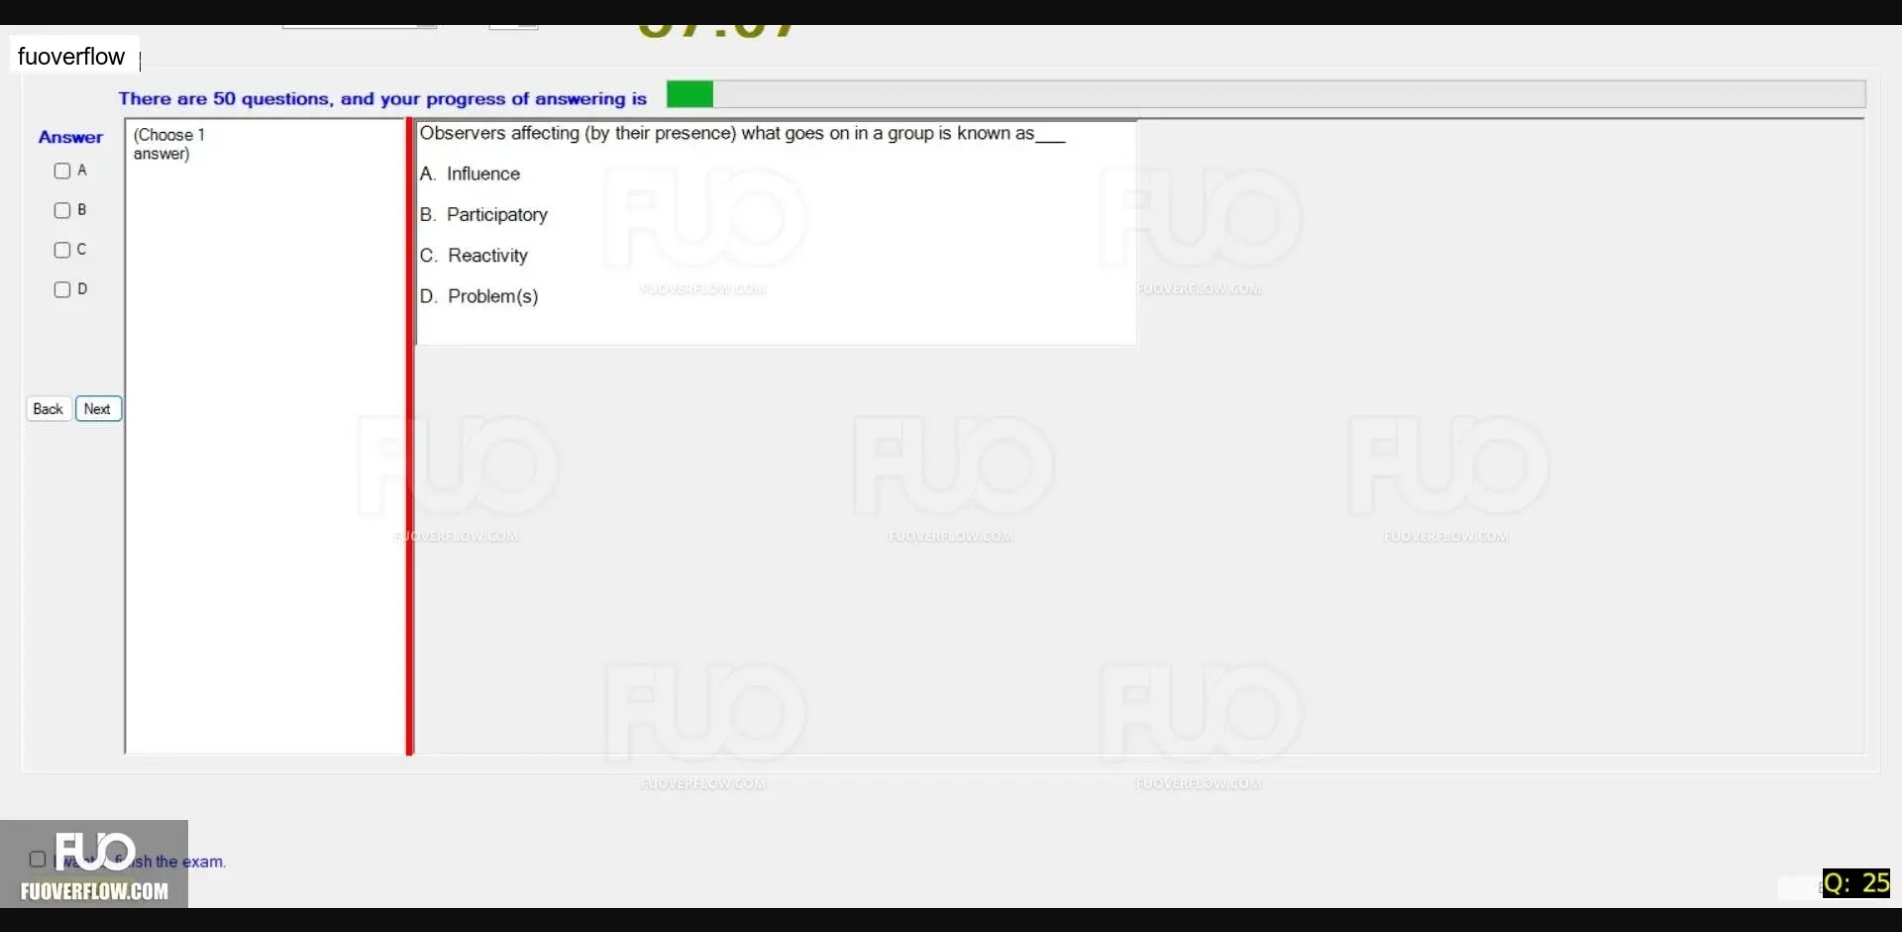 fuoverflow
There are 50 questions, and your progress of answering is
Answer
(Choose 1
answer)
A
B
C
D
Observers affecting (by their presence) what goes on in a group is known as___
A. Influence
B. Participatory
C. Reactivity
D. Problem(s)
FUO
FUOVERFLOW.COM
FUO
FUOVERFLOW.COM
Back
Next
FUO
FUOVERFLOW.COM
FUO
FUOVERFLOW.COM
FUO
FUOVERFLOW.COM
FUO
FUOVERFLOW.COM
FUO
FUOVERFLOW.COM
FUO
the exam.
FUOVERFLOW.COM
Q: 25